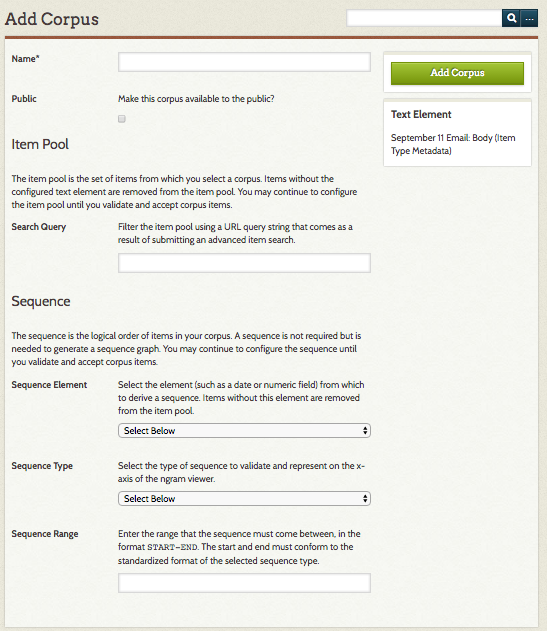 Add Corpus
...
Name*
Add Corpus
Public
Make this corpus available to the public?
Text Element
September 11 Email: Body (Item
Type Metadata)
Item Pool
The item pool is the set of items from which you select a corpus. Items without the
configured text element are removed from the item pool. You may continue to configure
the item pool until you validate and accept corpus items.
Search Query
Filter the item pool using a URL query string that comes as a
result of submitting an advanced item search.
Sequence
The sequence is the logical order of items in your corpus. A sequence is not required but is
needed to generate a sequence graph. You may continue to configure the sequence until
you validate and accept corpus items.
Sequence Element
Select the element (such as a date or numeric field) from which
to derive a sequence. Items without this element are removed
from the item pool.
Select Below
Sequence Type
Select the type of sequence to validate and represent on the x-
axis of the ngram viewer.
Select Below
Sequence Range
Enter the range that the sequence must come between, in the
format START-END. The start and end must conform to the
standardized format of the selected sequence type.